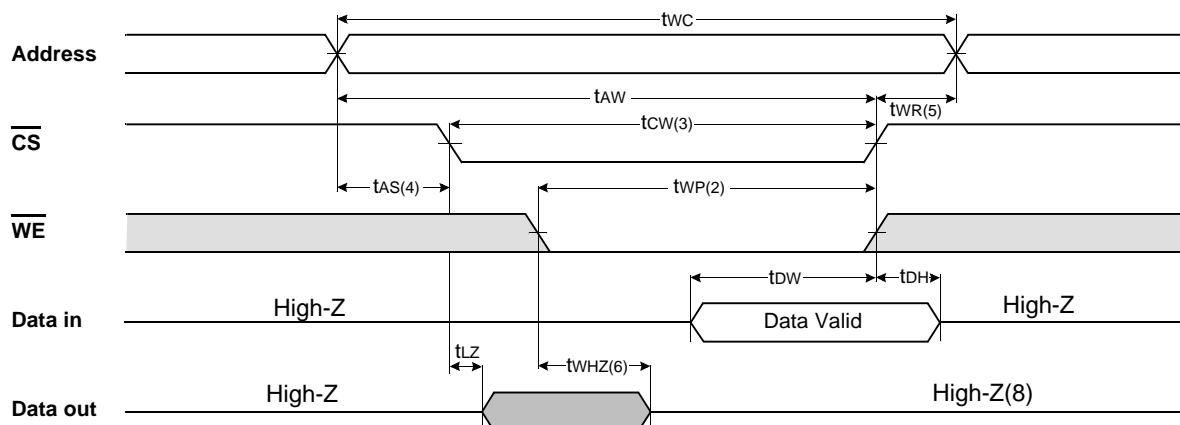 tWC
Address
tAW
tWR(5)
tCW(3)
CS
tAS(4)
tWP(2)
WE
tDW
tDH
High-Z
Data Valid
High-Z
Data in
tLZ
tWHZ(6)
High-Z
High-Z(8)
Data out